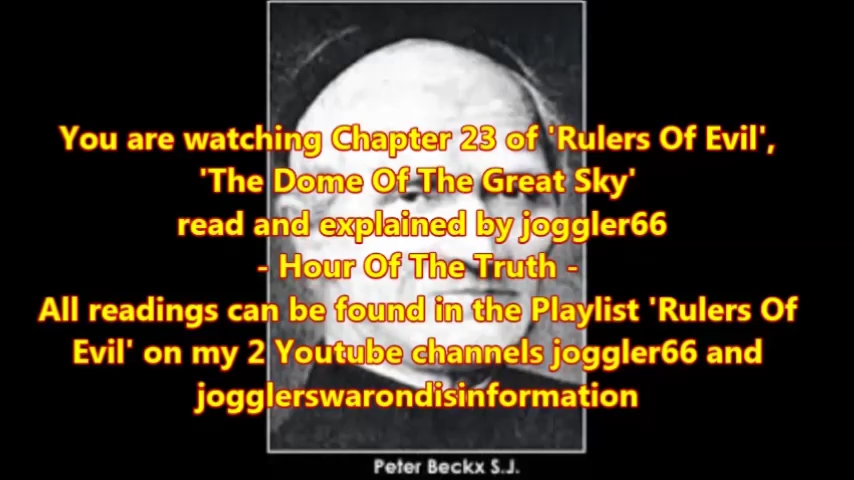 You are watching Chapter 23 of 'Rulers Of Evil',
'The Dome Of The Great Sky'
read and explained by joggler66
- Hour Of The Truth -
All readings can be found in the Playlist 'Rulers Of
Evil' on my 2 Youtube channels joggler66 and
jogglerswarondisinformation
Peter Beckx S.J.